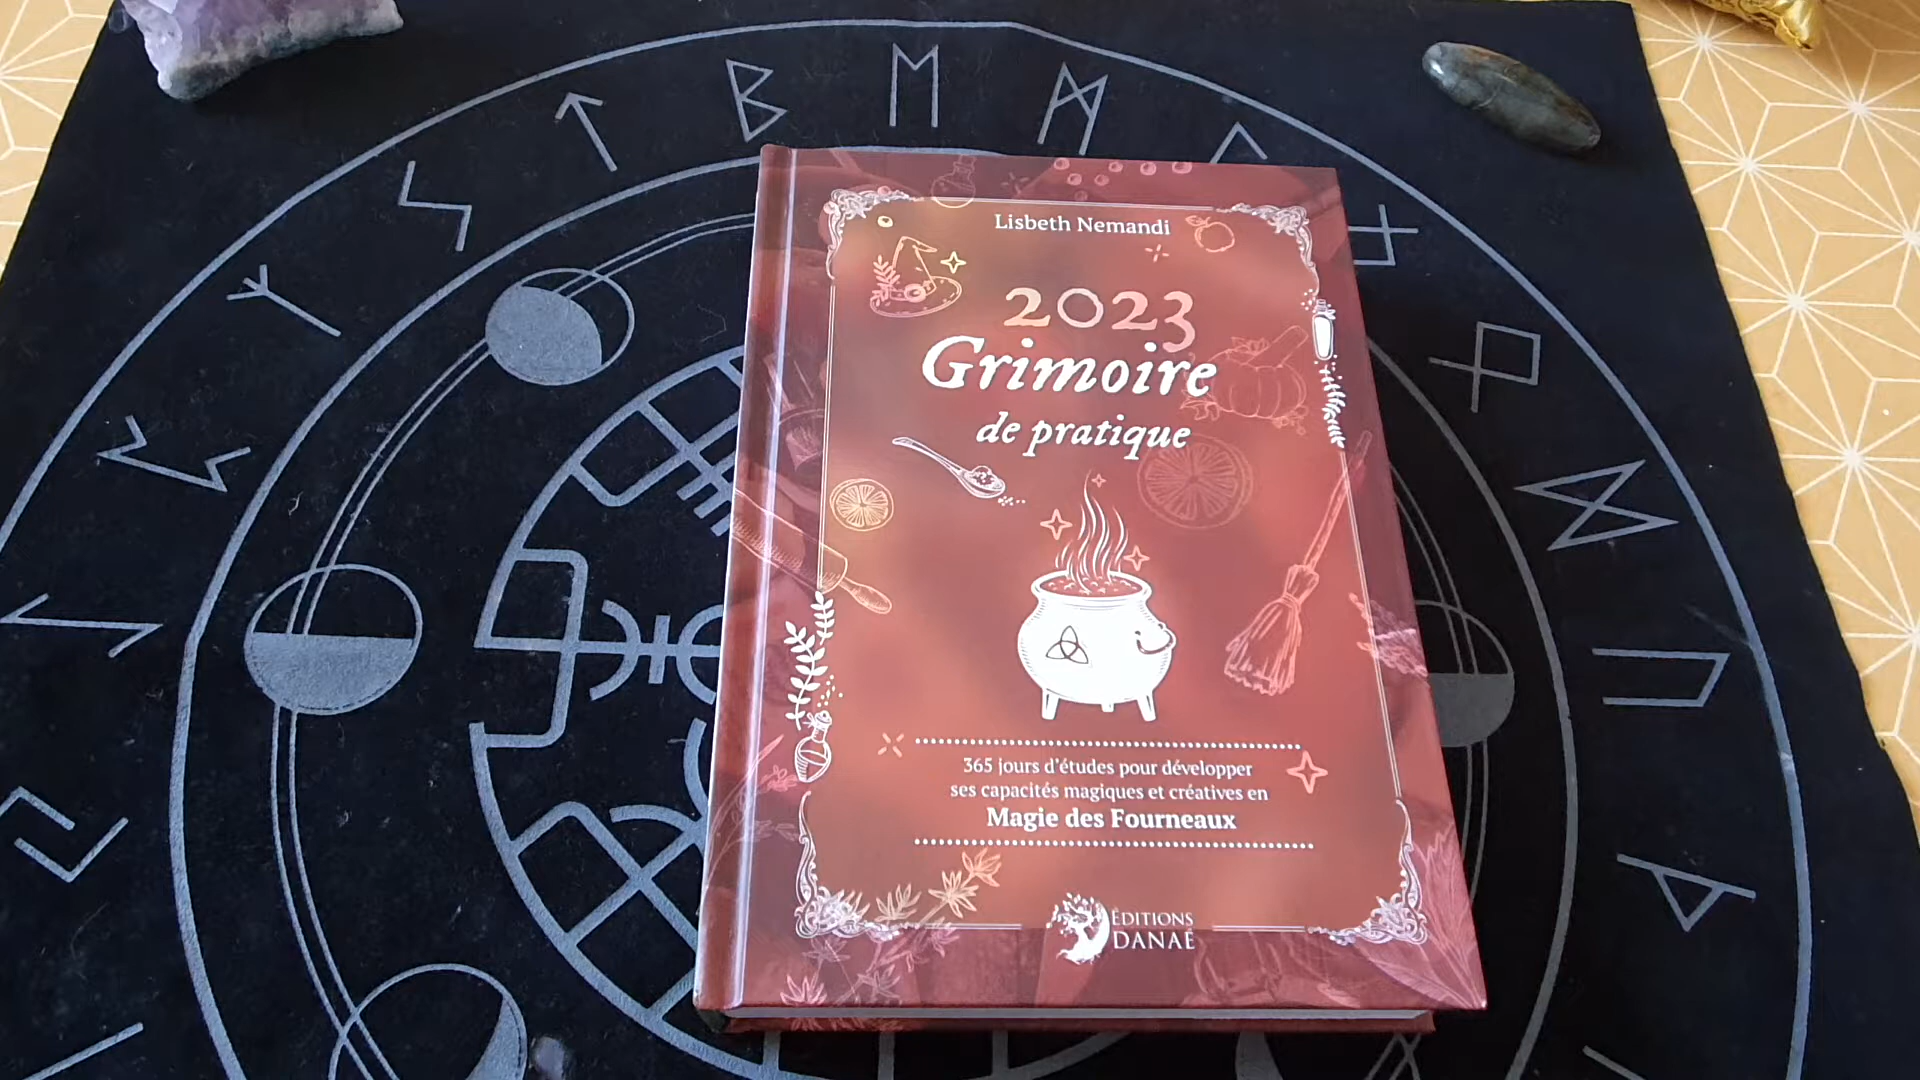 Lisbeth Nemandi
2023
Grimoire
de pratique
365 jours d'études pour développer
ses capacités magiques et créatives en
Magie des Fourneaux
ÉDITIONS
DANAÉ